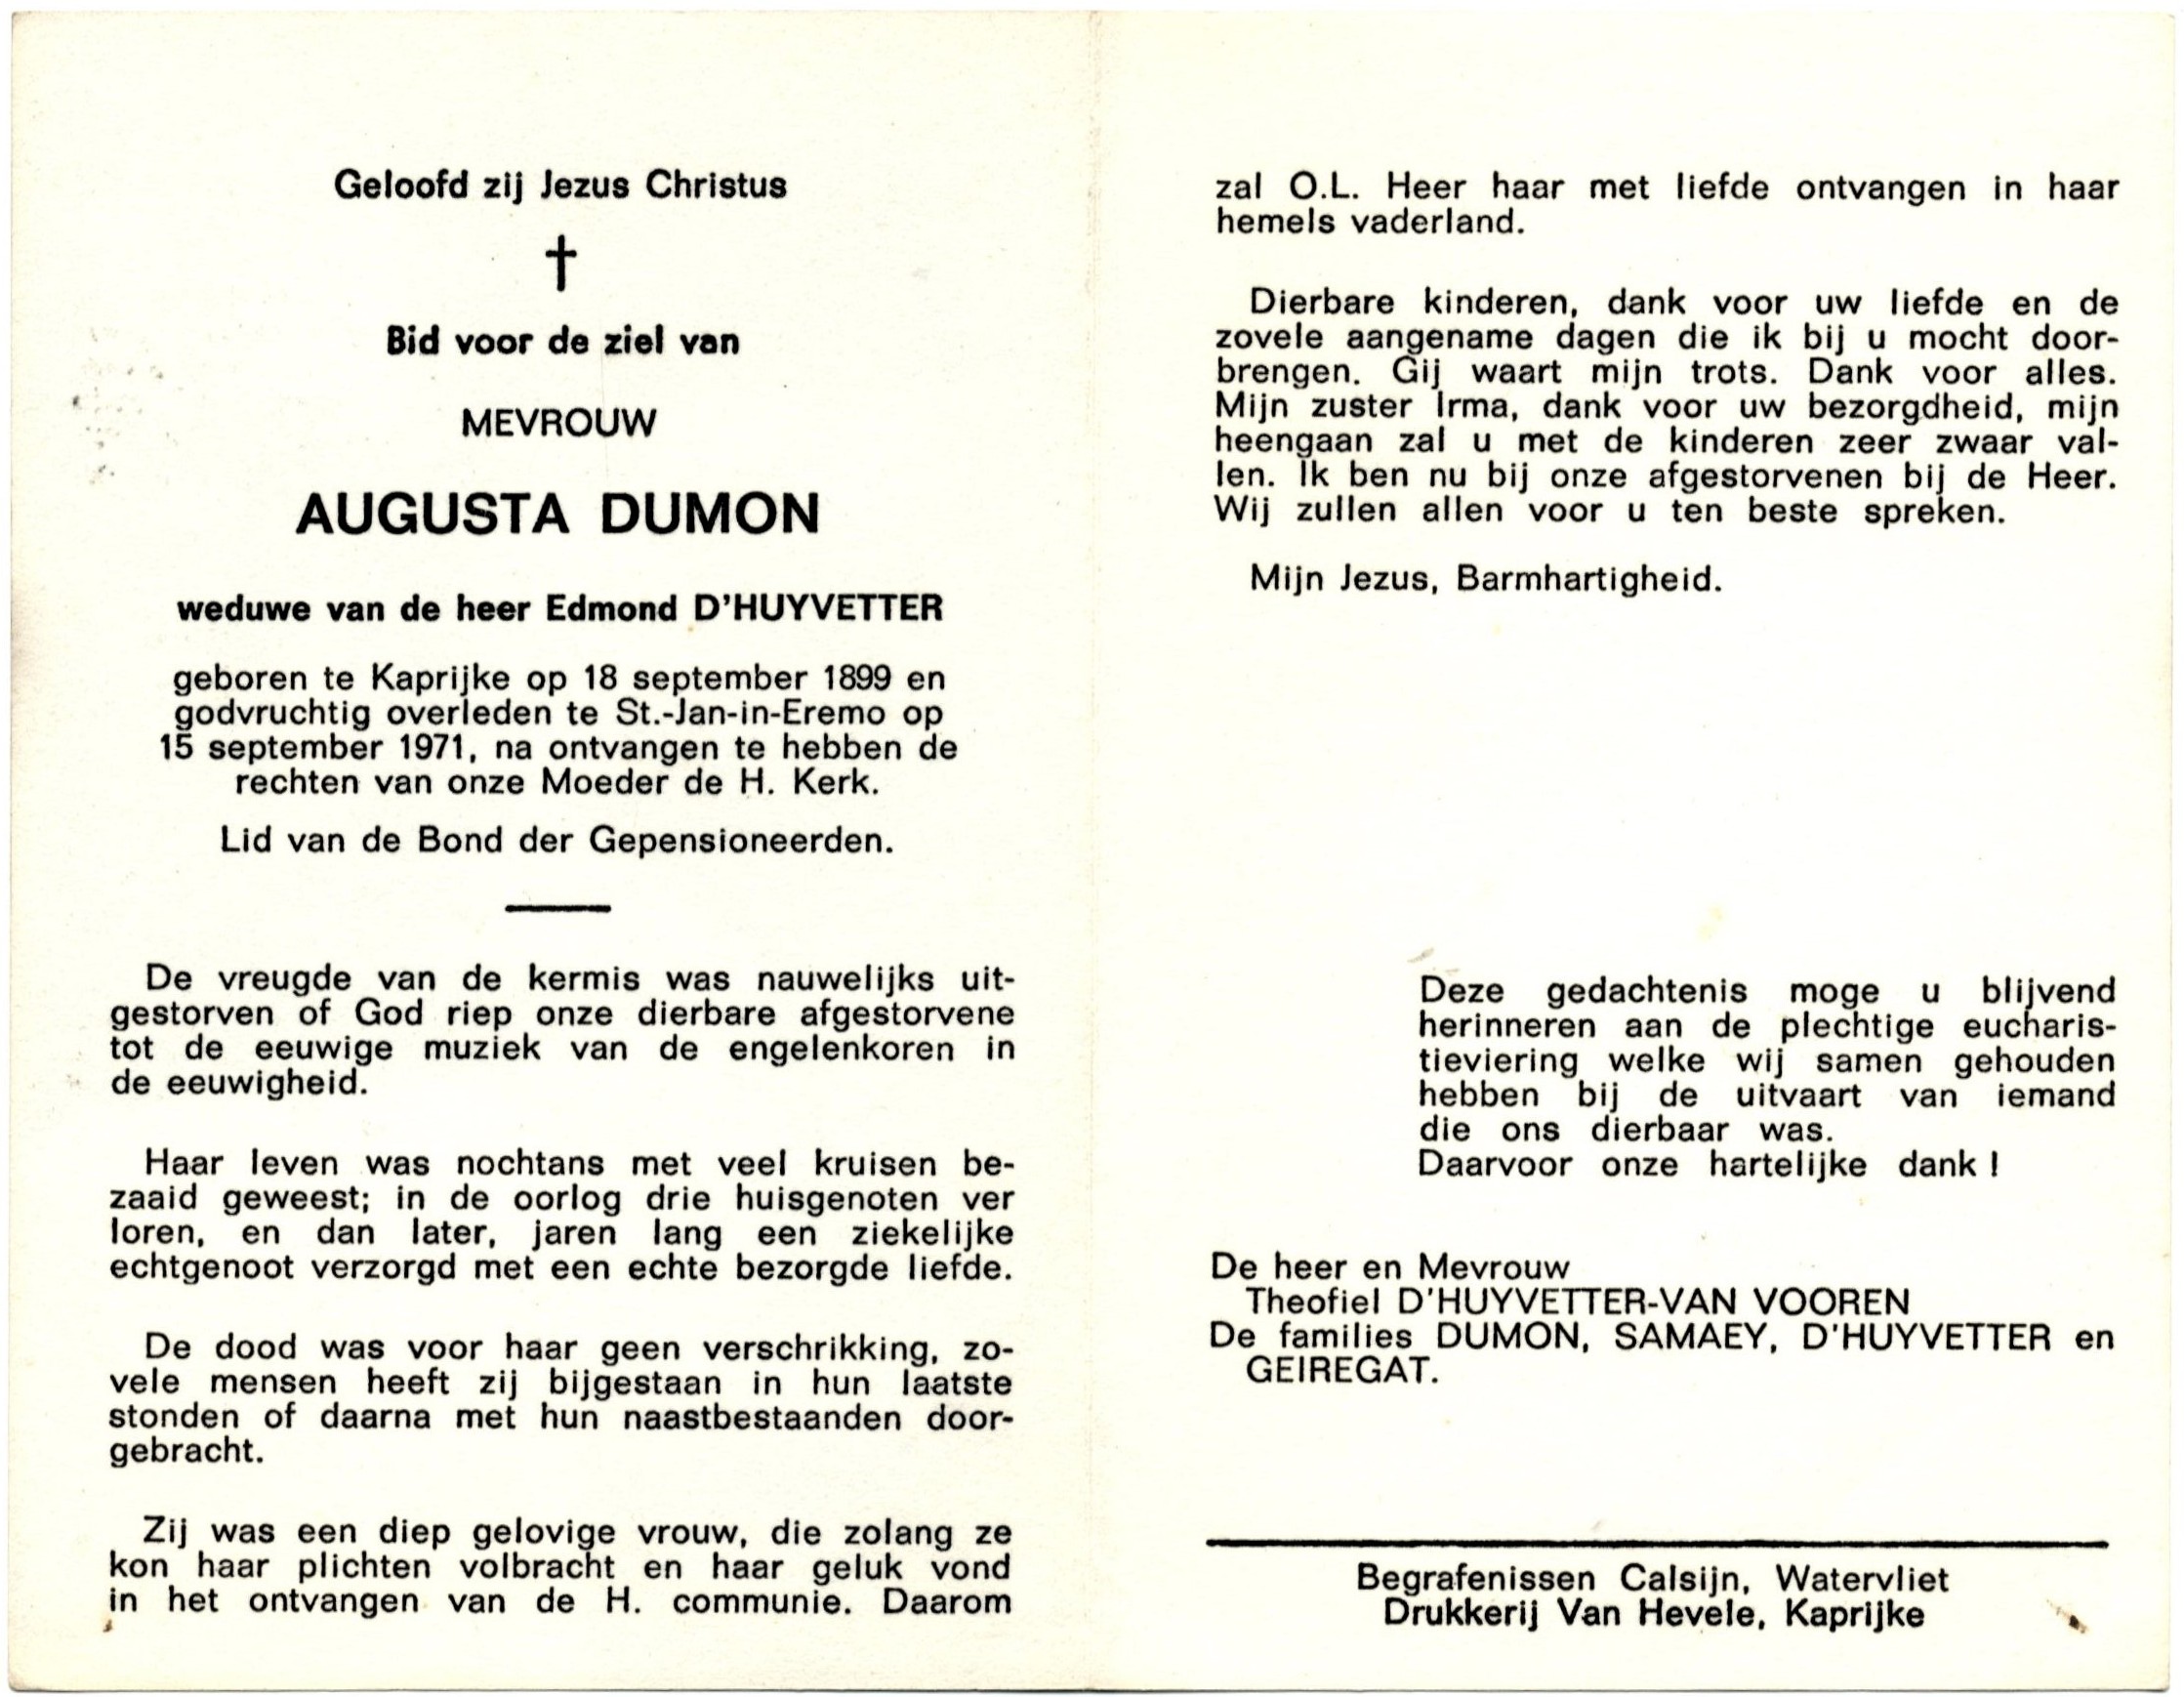 Geloofd zij Jezus Christus
†
Bid voor de ziel van
MEVROUW
AUGUSTA DUMON
weduwe van de heer Edmond D'HUYVETTER
geboren te Kaprijke op 18 september 1899 en
godvruchtig overleden te St.-Jan-in-Eremo op
15 september 1971, na ontvangen te hebben de
rechten van onze Moeder de H. Kerk.
Lid van de Bond der Gepensioneerden.
De vreugde van de kermis was nauwelijks uit-
gestorven of God riep onze dierbare afgestorvene
tot de eeuwige muziek van de engelenkoren in
de eeuwigheid.
Haar leven was nochtans met veel kruisen be-
zaaid geweest; in de oorlog drie huisgenoten ver
loren, en dan later, jaren lang een ziekelijke
echtgenoot verzorgd met een echte bezorgde liefde.
De dood was voor haar geen verschrikking, zo-
vele mensen heeft zij bijgestaan in hun laatste
stonden of daarna met hun naastbestaanden door-
gebracht.
Zij was een diep gelovige vrouw, die zolang ze
kon haar plichten volbracht en haar geluk vond
in het ontvangen van de H. communie. Daarom
zal O.L. Heer haar met liefde ontvangen in haar
hemels vaderland.
Dierbare kinderen, dank voor uw liefde en de
zovele aangename dagen die ik bij u mocht door-
brengen. Gij waart mijn trots. Dank voor alles.
Mijn zuster Irma, dank voor uw bezorgdheid, mijn
heengaan zal u met de kinderen zeer zwaar val-
len. Ik ben nu bij onze afgestorvenen bij de Heer.
Wij zullen allen voor u ten beste spreken.
Mijn Jezus, Barmhartigheid.
Deze gedachtenis moge u blijvend
herinneren aan de plechtige eucharis-
tieviering welke wij samen gehouden
hebben bij de uitvaart van iemand
die ons dierbaar was.
Daarvoor onze hartelijke dank !
De heer en Mevrouw
Theofiel D'HUYVETTER-VAN VOOREN
De families DUMON, SAMAEY, D'HUYVETTER en
GEIREGAT.
Begrafenissen Calsijn, Watervliet
Drukkerij Van Hevele, Kaprijke